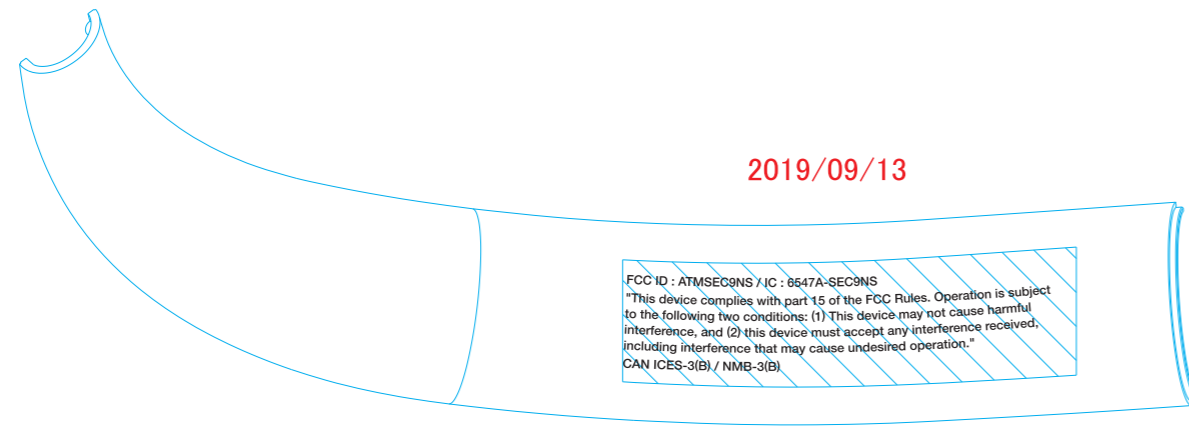 2019/09/13
FCC ID : ATMSEC9NS / IC : 6547A-SEC9NS
"This device complies with part 15 of the FCC Rules. Operation is subject
to the following two conditions: (1) This device may not cause harmful
interference, and (2) this device must accept any interference received,
including interference that may cause undesired operation."
CAN ICES-3(B) / NMB-3(B)